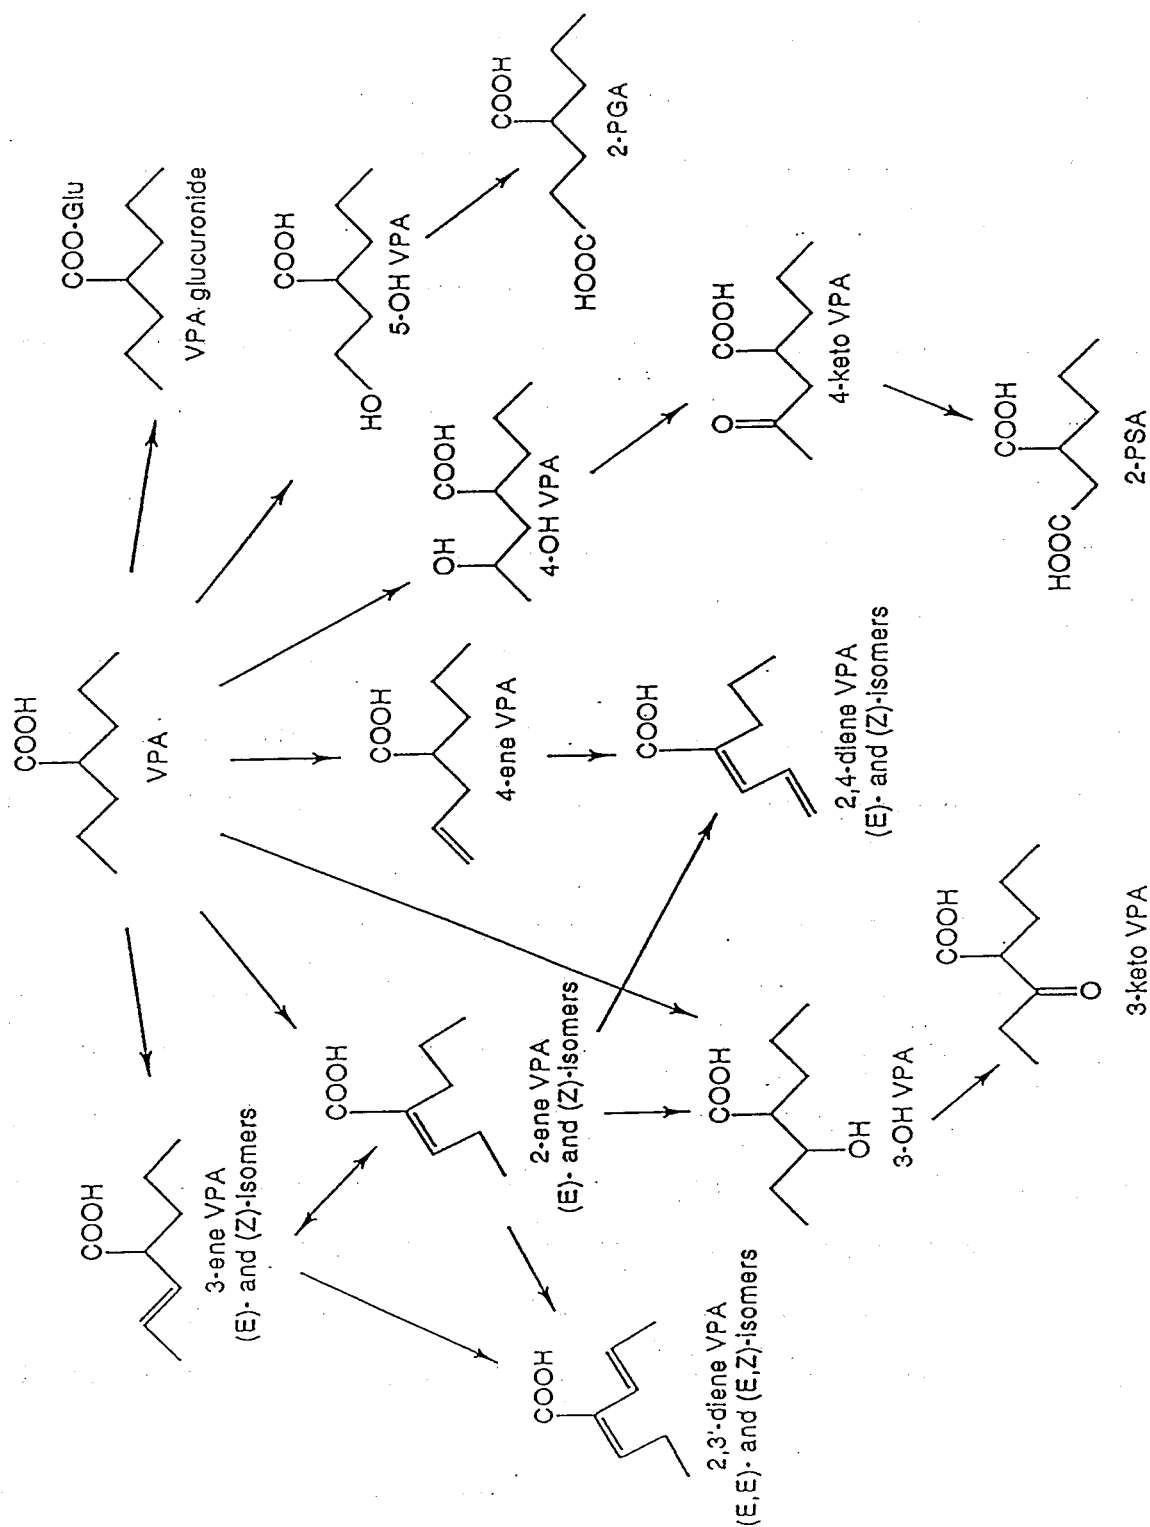 COOH
VPA
COO-Glu
VPA glucuronide
COOH
HO
5-OH VPA
COOH
HOOC
2-PGA
OH
COOH
4-OH VPA
O
COOH
4-keto VPA
COOH
HOOC
2-PSA
COOH
4-ene VPA
COOH
2,4-diene VPA
(E)- and (Z)-isomers
COOH
3-ene VPA
(E)- and (Z)-isomers
COOH
2-ene VPA
(E)- and (Z)-isomers
COOH
OH
3-OH VPA
COOH
O
3-keto VPA
COOH
2,3'-diene VPA
(E,E)- and (E,Z)-isomers